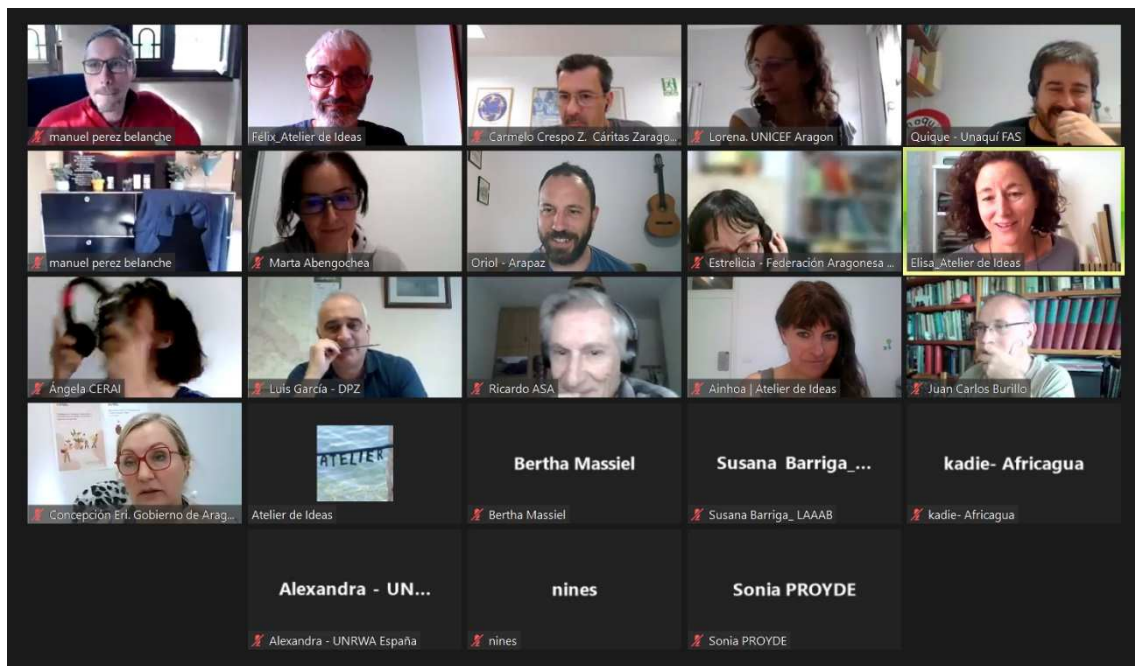 manuel perez belanche
Félix_Atelier de Ideas
Carmelo Crespo Z. Cáritas Zarago...
Lorena. UNICEF Aragon
Quique - Unaquí FAS
manuel perez belanche
Marta Abengochea
Oriol - Arapaz
Estrelicia - Federación Aragonesa ...
Elisa_Atelier de Ideas
Ángela CERAI
Luis García - DPZ
Ricardo ASA
Ainhoa | Atelier de Ideas
Juan Carlos Burillo
Concepción Eri. Gobierno de Arag...
ATELIER
Atelier de Ideas
Bertha Massiel
Bertha Massiel
Susana Barriga_...
Susana Barriga_ LAAAB
kadie- Africagua
kadie- Africagua
Alexandra - UN...
Alexandra - UNRWA España
nines
nines
Sonia PROYDE
Sonia PROYDE